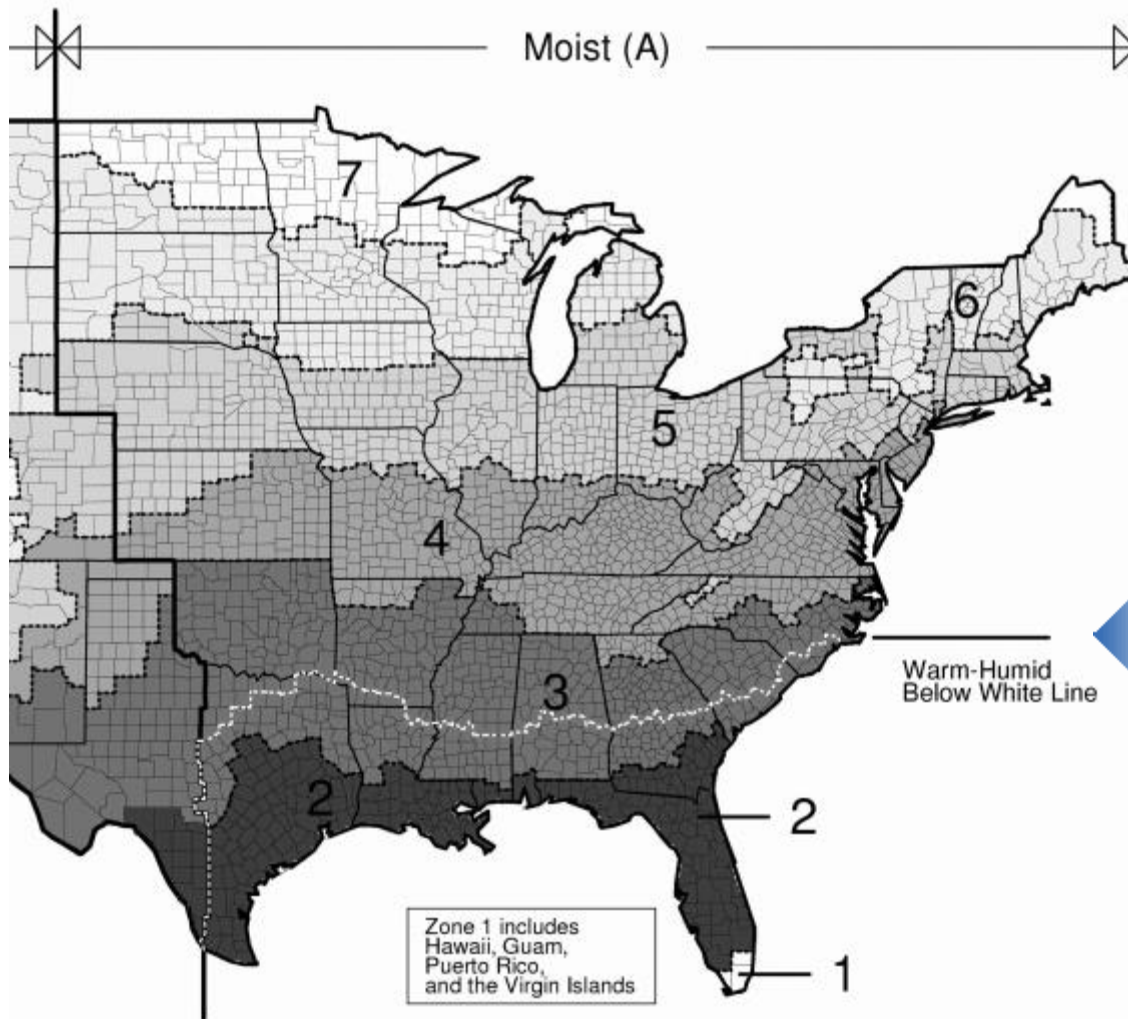 Moist (A)
7
6
5
4
Warm-Humid
Below White Line
3
2
2
Zone 1 includes
Hawaii, Guam,
Puerto Rico,
and the Virgin Islands
1